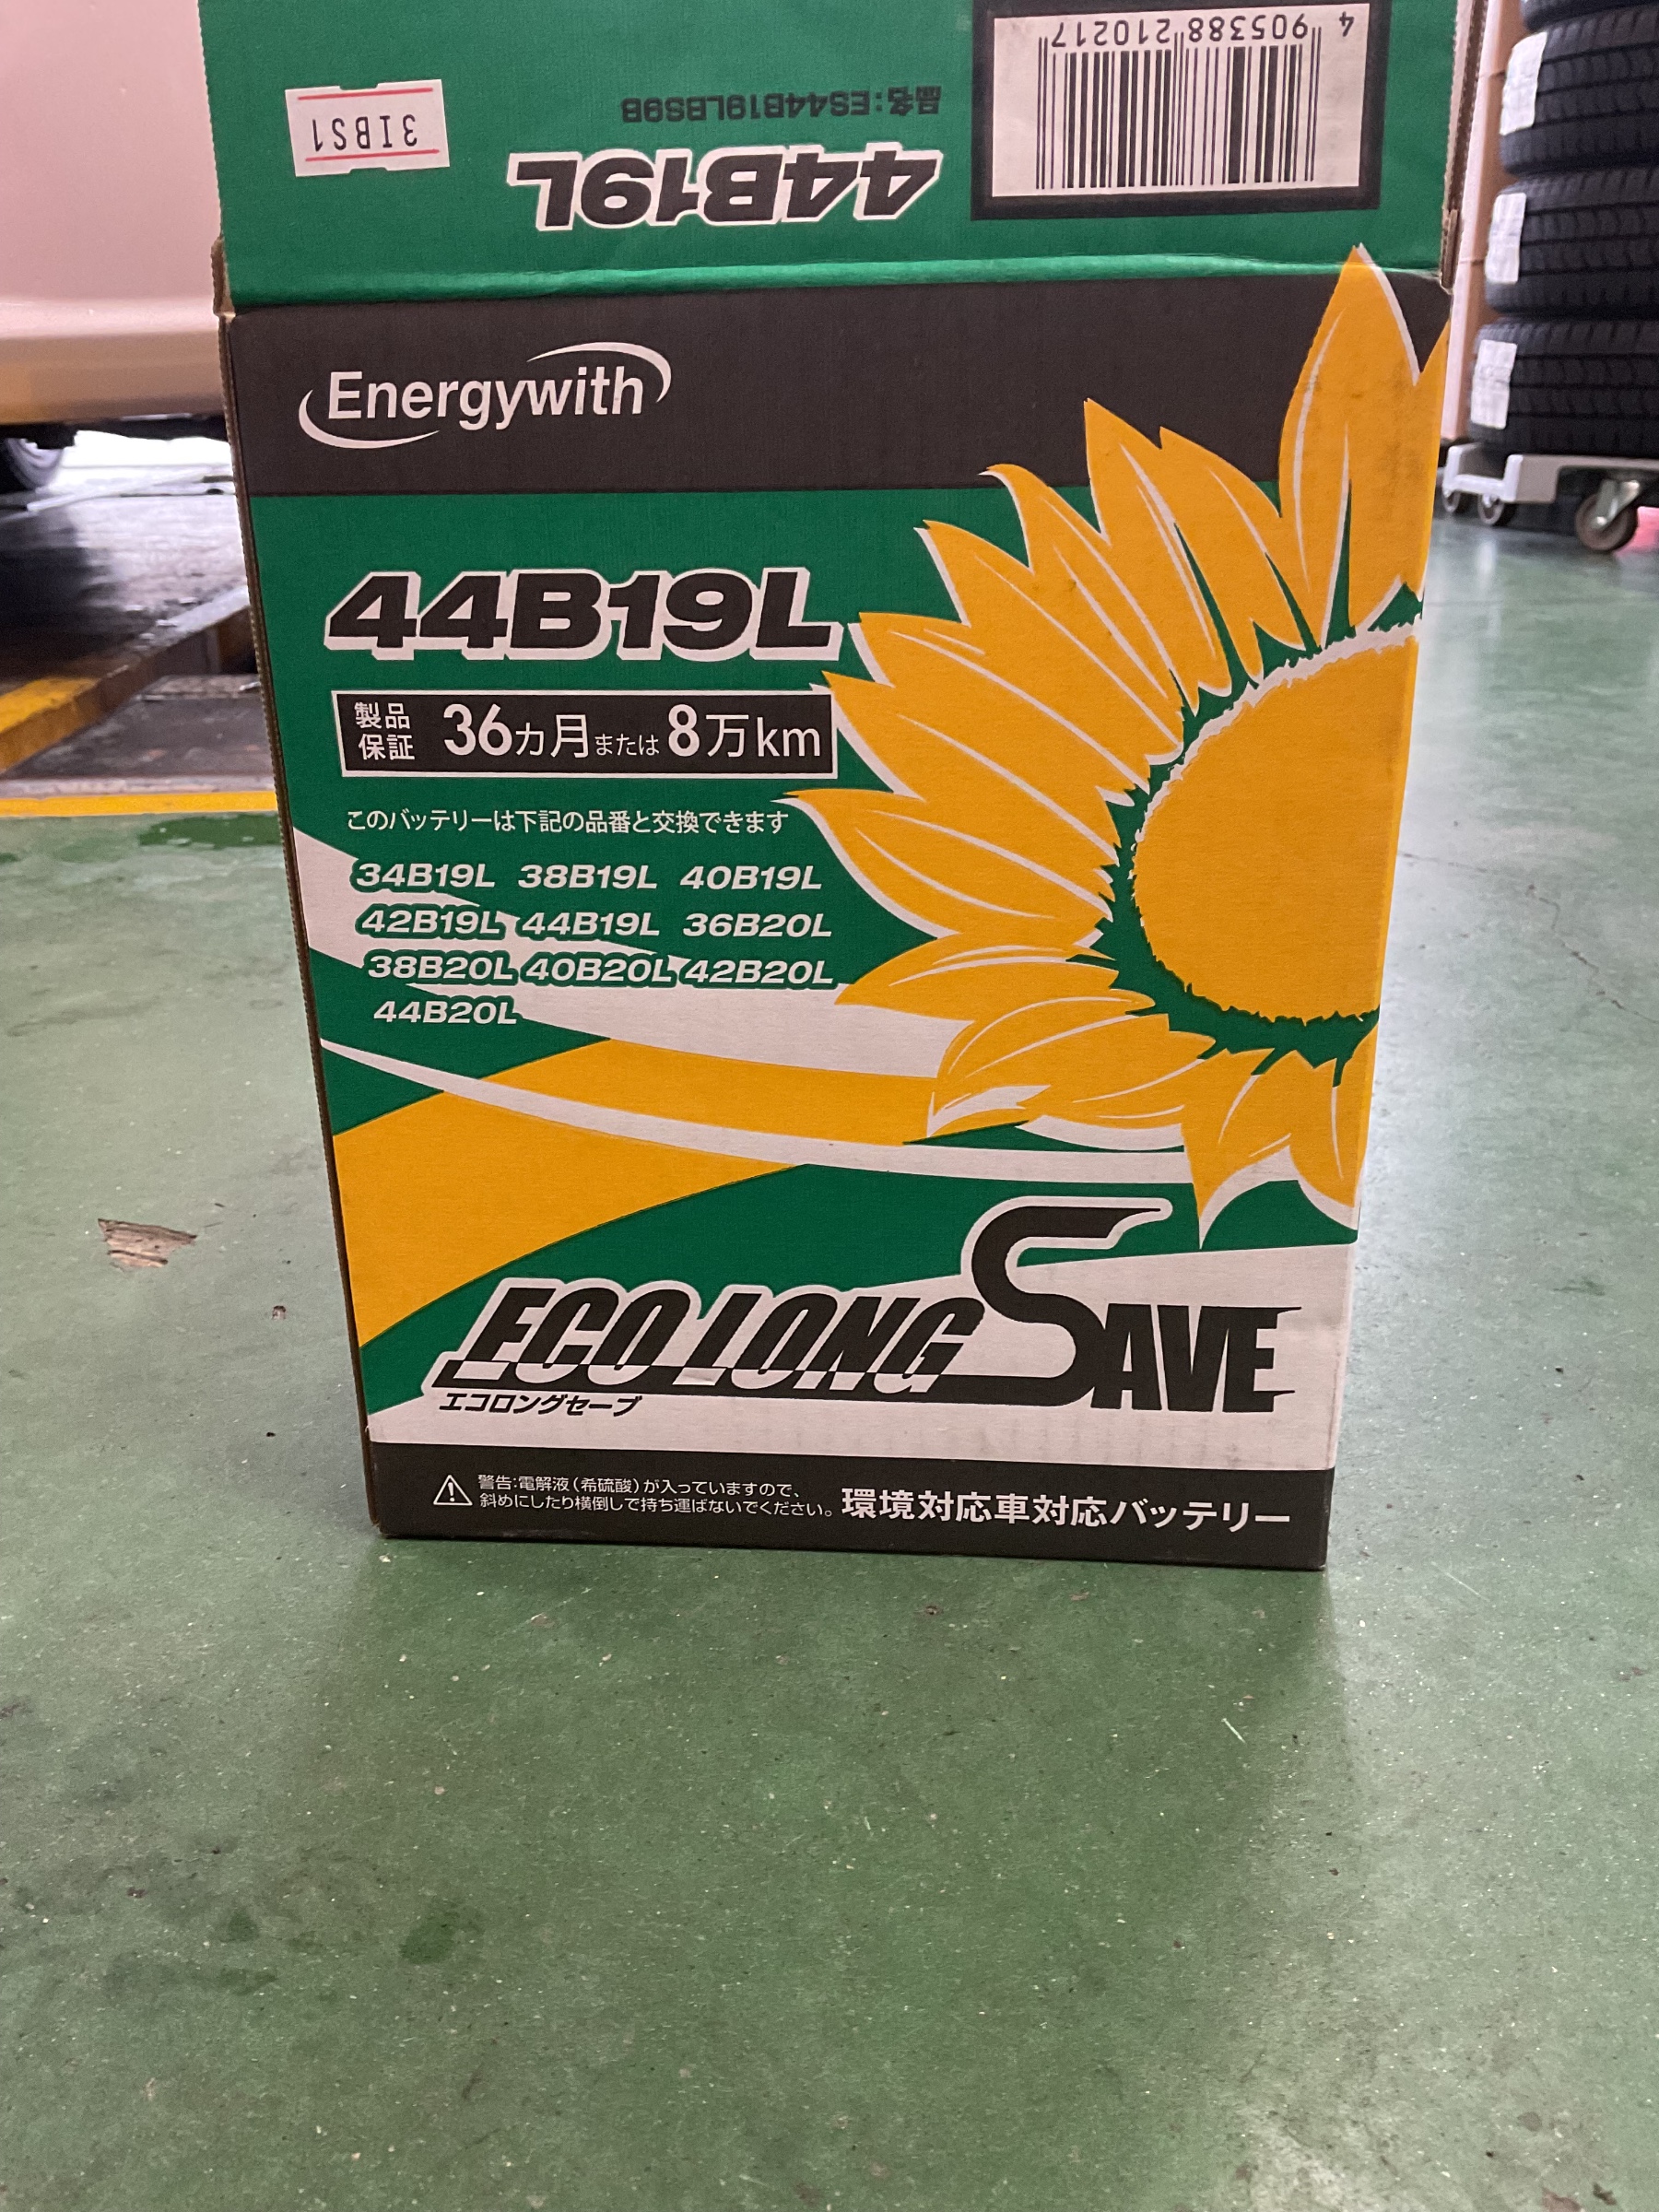 4 905388 210217
品名:ES44B19LBS9B
3IBS1
44B19L
Energywith
44B19L
製品保証 36カ月または8万km
このバッテリーは下記の品番と交換できます
34B19L 38B19L 40B19L
42B19L 44B19L 36B20L
38B20L 40B20L 42B20L
44B20L
ECO LONG SAVE
エコロングセーブ
警告:電解液(希硫酸)が入っていますので、
斜めにしたり横倒しで持ち運ばないでください。
環境対応車対応バッテリー